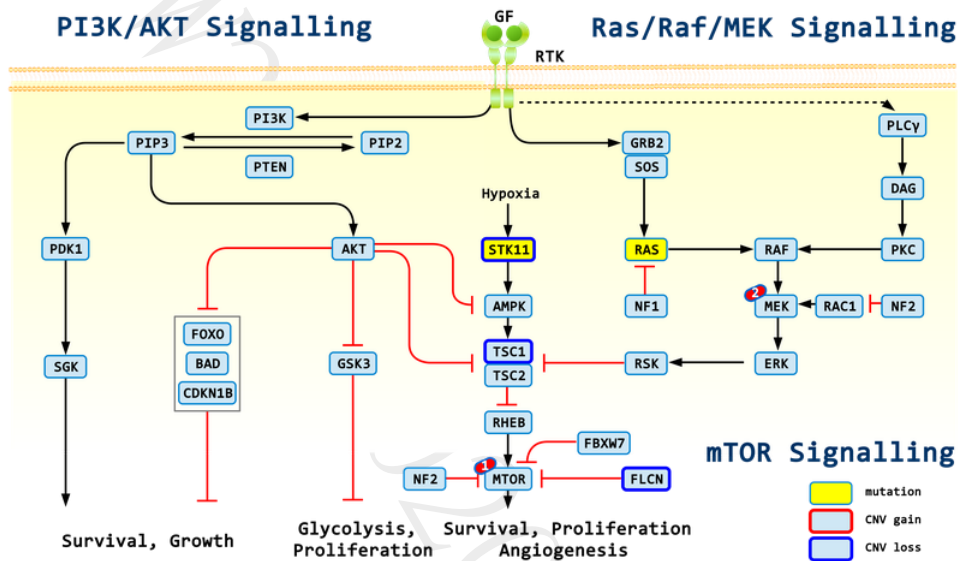 PI3K/AKT Signalling
GF
Ras/Raf/MEK Signalling
RTK
PI3K
PLCγ
PIP3
PIP2
GRB2
PTEN
SOS
DAG
Hypoxia
PDK1
AKT
STK11
RAS
RAF
PKC
2
AMPK
NF1
MEK
RAC1
NF2
FOXO
TSC1
BAD
GSK3
SGK
TSC2
RSK
ERK
CDKN1B
RHEB
FBXW7
mTOR Signalling
1
NF2
MTOR
FLCN
mutation
CNV gain
CNV loss
Survival, Growth
Glycolysis,
Proliferation
Survival, Proliferation
Angiogenesis